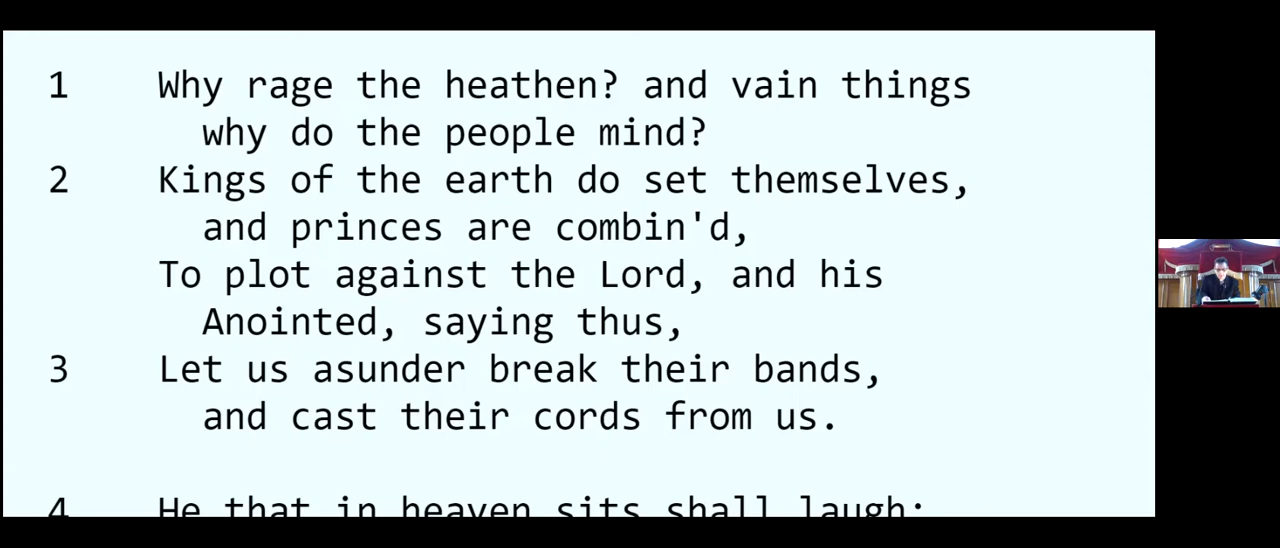 1 Why rage the heathen? and vain things
why do the people mind?
2 Kings of the earth do set themselves,
and princes are combin'd,
To plot against the Lord, and his
Anointed, saying thus,
3 Let us asunder break their bands,
and cast their cords from us.
4 He that in heaven sits shall laugh;